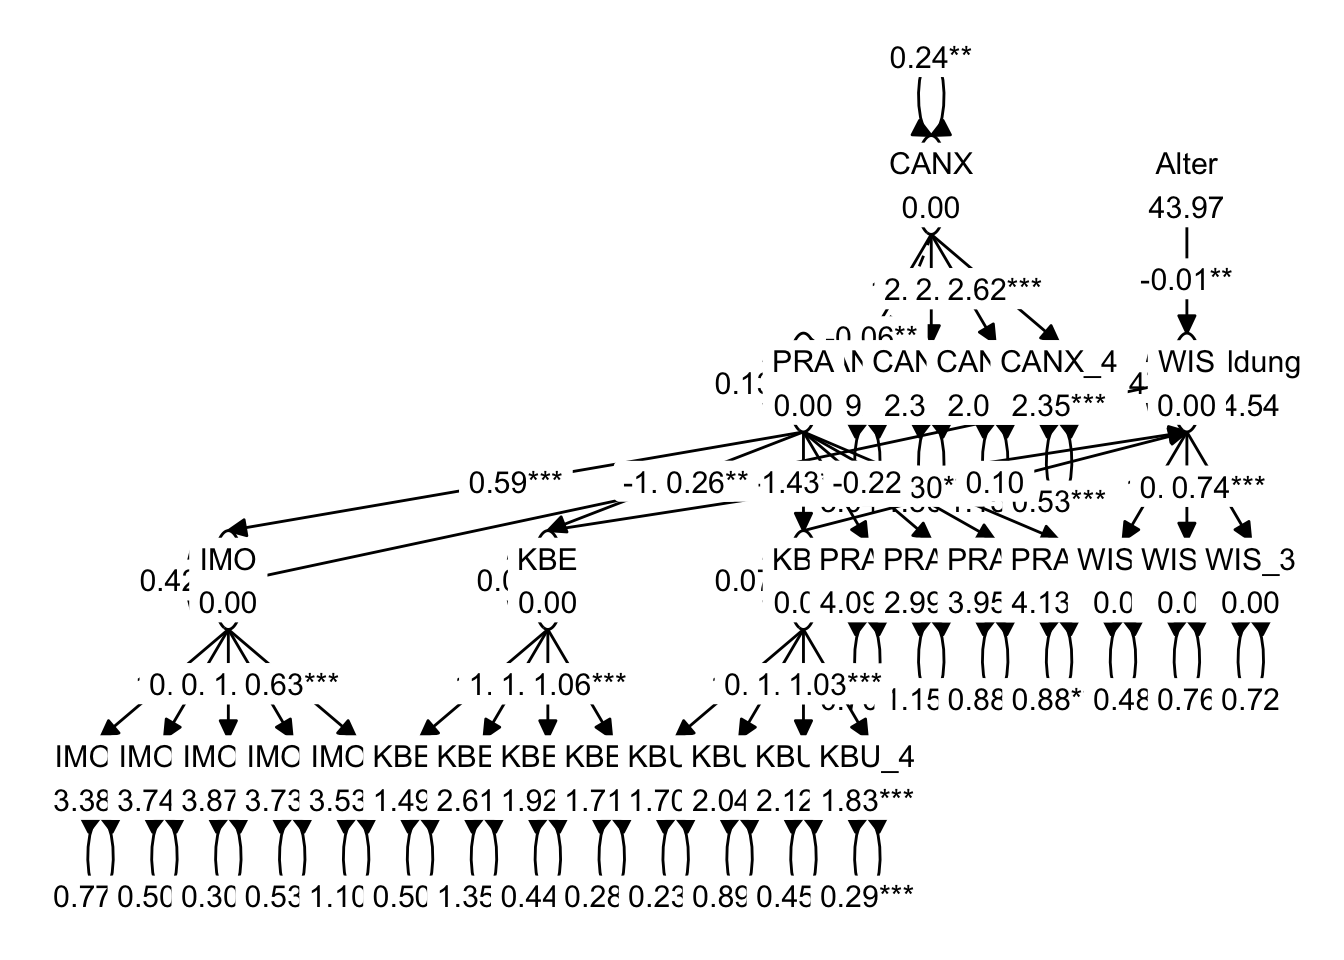 0.24**
CANX Alter
0.00 43.97
-0.01**
2. 2. 2.62***
-0.06**
PRA CAN CAN CANX_4 WIS ldung
0.13 4
0.00 9 2.3 2.0 2.35*** 0.00 4.54
0.59*** -1. 0.26** 1.43 -0.22 30* 0.10 0. 0.74***
0.53***
IMO KBE KB PRA PRA PRA PRA WIS WIS WIS_3
0.42 0.0 0.07
0.00 0.00 0.0 4.09 2.99 3.95 4.13 0.0 0.0 0.00
0. 0. 1. 0.63*** 1. 1. 1.06*** 0. 1. 1.03*** 1.15 0.88 0.88* 0.48 0.76 0.72
IMO IMO IMO IMO IMO KBE KBE KBE KBE KBU KBU KBU KBU_4
3.38 3.74 3.87 3.73 3.53 1.49 2.61 1.92 1.71 1.70 2.04 2.12 1.83***
0.77 0.50 0.30 0.53 1.10 0.50 1.35 0.44 0.28 0.23 0.89 0.45 0.29***